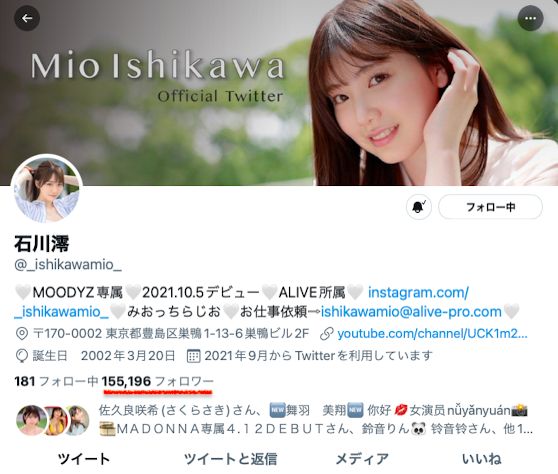 Mio Ishikawa
Official Twitter
フォロー中
石川澪
@_ishikawamio_
🤍MOODYZ専属🤍2021.10.5デビュー🤍ALIVE所属🤍 instagram.com/
_ishikawamio_🤍みおっちらじお🤍お仕事依頼→ishikawamio@alive-pro.com🤍
〒170-0002 東京都豊島区巣鴨1-13-6巣鴨ビル2F youtube.com/channel/UCK1m2...
誕生日 2002年3月20日 2021年9月からTwitterを利用しています
181 フォロー中 155,196 フォロワー
佐久良咲希 (さくらさき) さん、🆕舞羽 美翔🆕 你好💋女演员 nǚyǎnyuán📸
MADONNA専属4.12DEBUTさん、鈴音りん🐼 铃音铃さん、他1...
ツイート ツイートと返信 メディア いいね